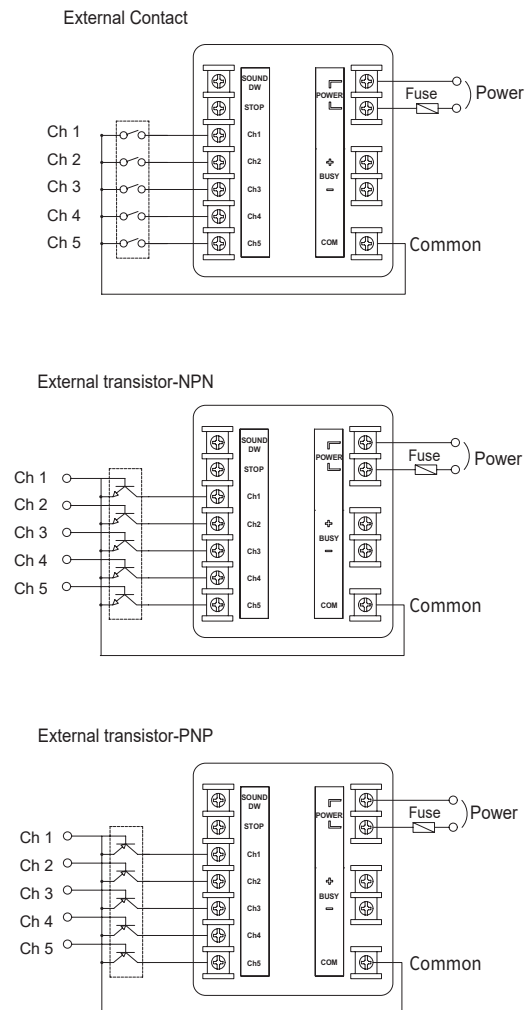 External Contact
SOUND
DW
STOP
Ch1
Ch2
Ch3
Ch4
Ch5
POWER
+
BUSY
−
COM
Fuse
Power
Common
Ch 1
Ch 2
Ch 3
Ch 4
Ch 5
External transistor-NPN
SOUND
DW
STOP
Ch1
Ch2
Ch3
Ch4
Ch5
POWER
+
BUSY
−
COM
Fuse
Power
Common
Ch 1
Ch 2
Ch 3
Ch 4
Ch 5
External transistor-PNP
SOUND
DW
STOP
Ch1
Ch2
Ch3
Ch4
Ch5
POWER
+
BUSY
−
COM
Fuse
Power
Common
Ch 1
Ch 2
Ch 3
Ch 4
Ch 5